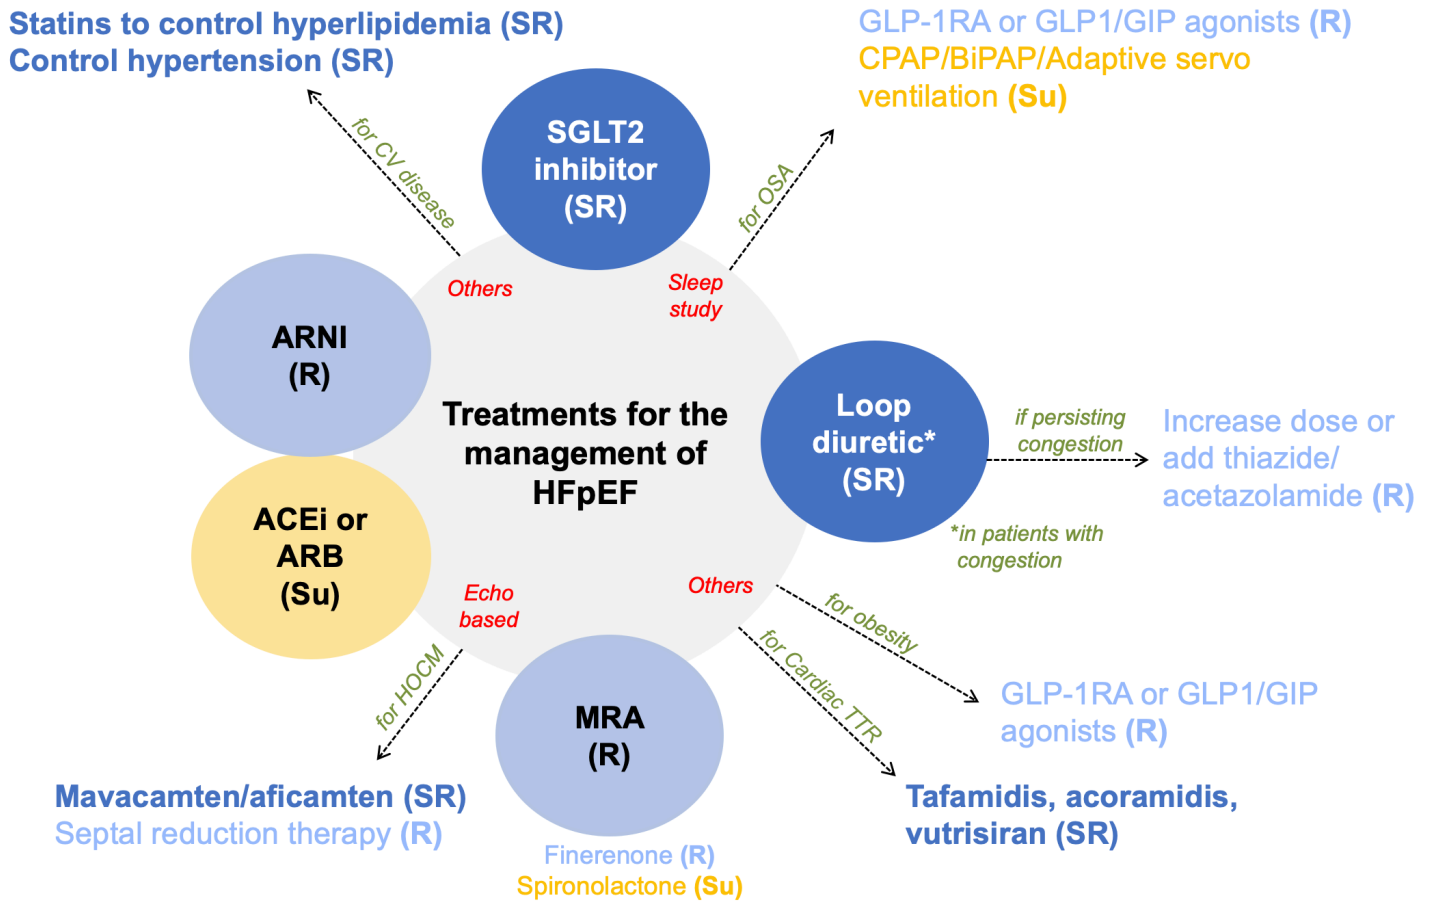 Statins to control hyperlipidemia (SR)
Control hypertension (SR)
GLP-1RA or GLP1/GIP agonists (R)
CPAP/BiPAP/Adaptive servo
ventilation (Su)
for CV disease
SGLT2
inhibitor
(SR)
for OSA
Others
Sleep
study
ARNI
(R)
Treatments for the
management of
HFpEF
Loop
diuretic*
(SR)
if persisting
congestion
Increase dose or
add thiazide/
acetazolamide (R)
*in patients with
congestion
ACEi or
ARB
(Su)
Echo
based
Others
for HOCM
for obesity
for Cardiac TTR
MRA
(R)
GLP-1RA or GLP1/GIP
agonists (R)
Mavacamten/aficamten (SR)
Septal reduction therapy (R)
Tafamidis, acoramidis,
vutrisiran (SR)
Finerenone (R)
Spironolactone (Su)